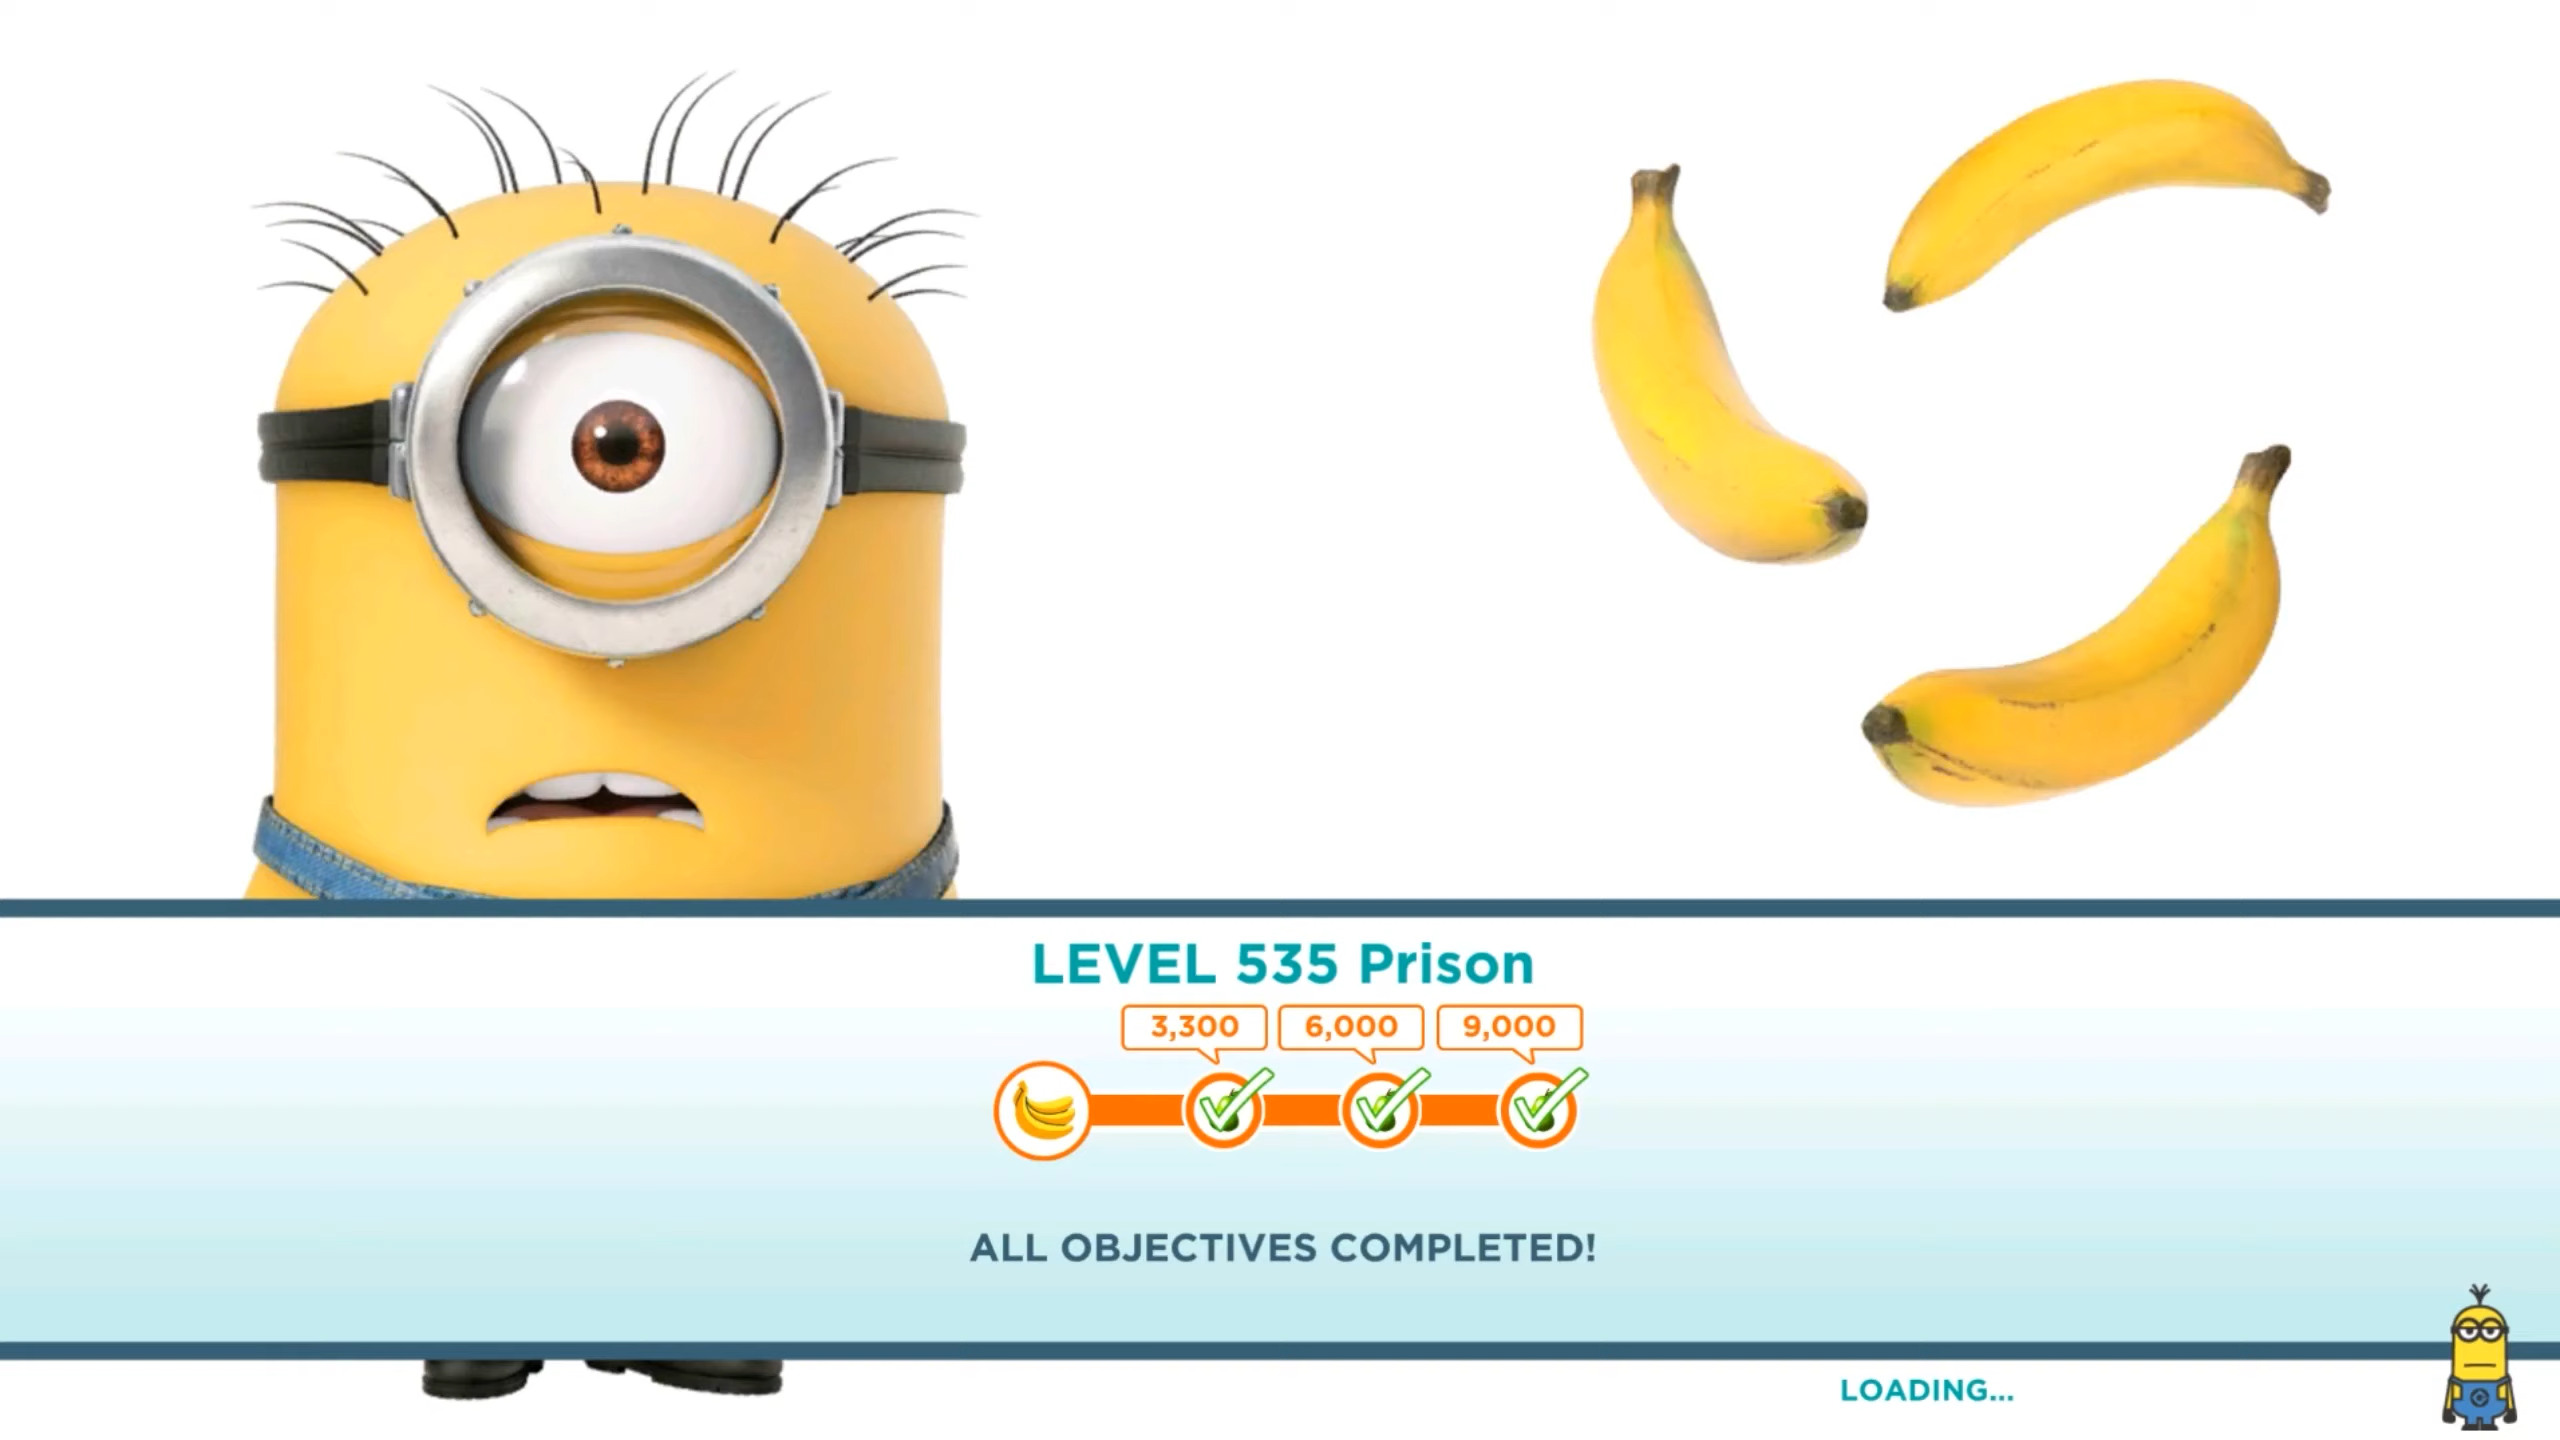 LEVEL 535 Prison
3,300 6,000 9,000
ALL OBJECTIVES COMPLETED!
LOADING...